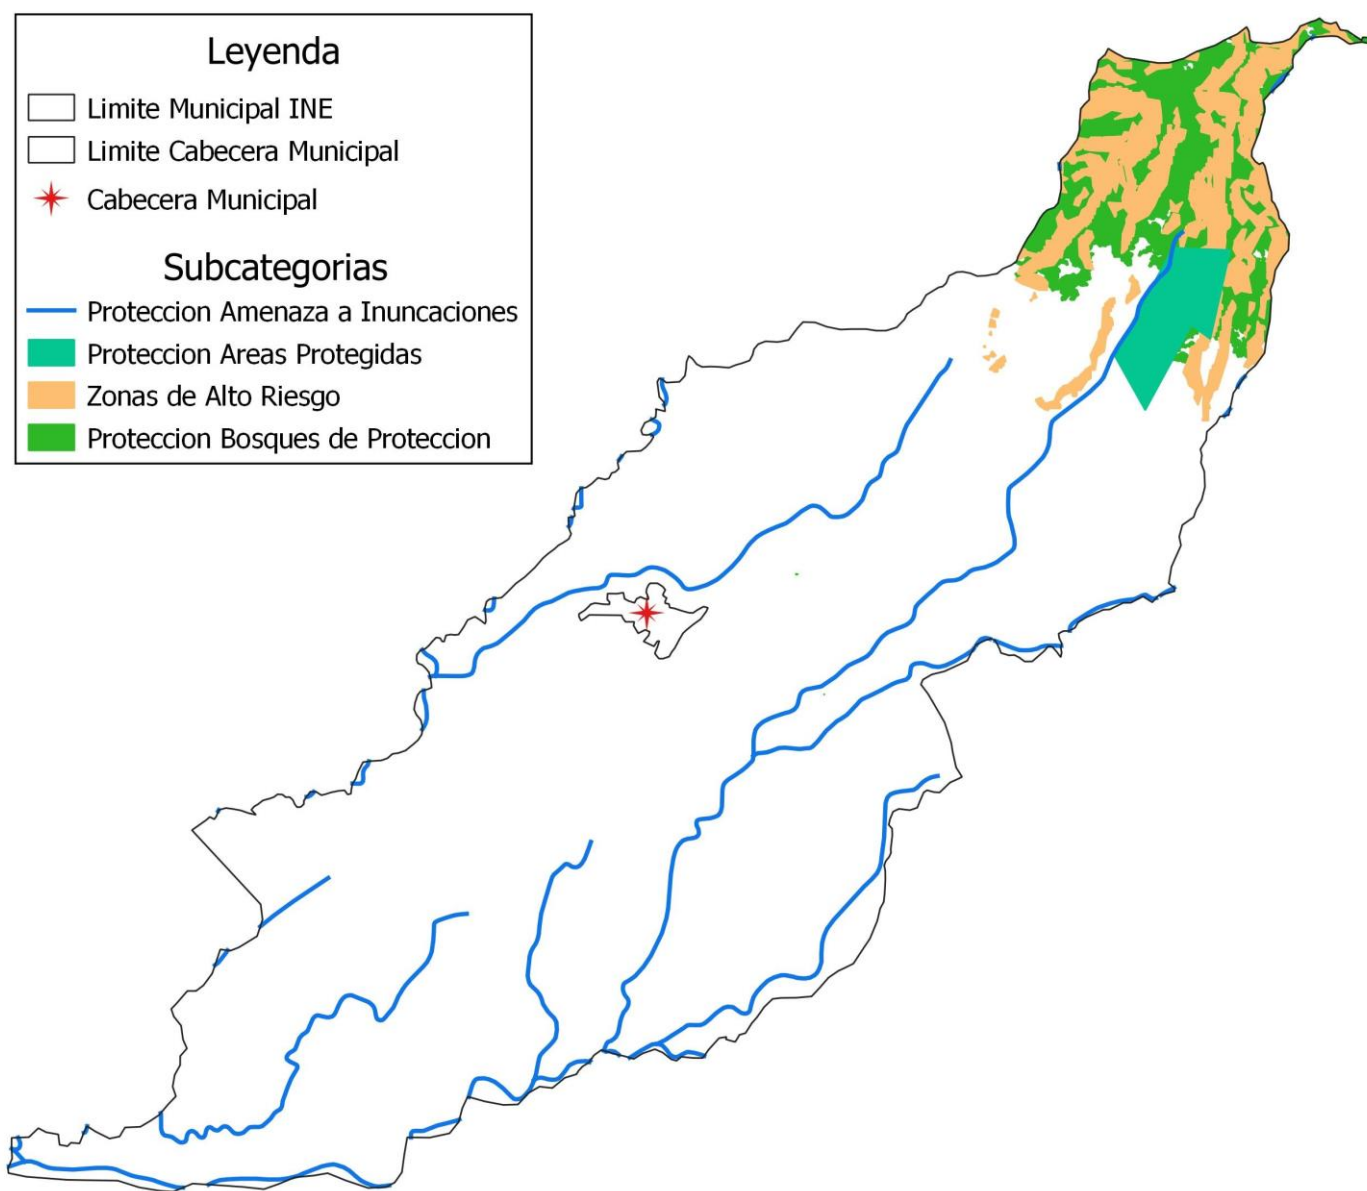 Leyenda
Limite Municipal INE
Limite Cabecera Municipal
Cabecera Municipal
Subcategorias
Proteccion Amenaza a Inuncaciones
Proteccion Areas Protegidas
Zonas de Alto Riesgo
Proteccion Bosques de Proteccion